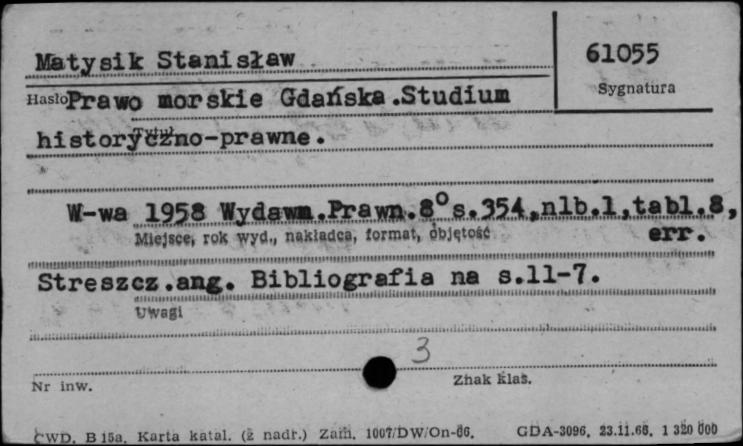 Matysik Stanisław
61055
Sygnatura
Hasło Prawo morskie Gdańska.Studium
Tytuł
historyczno-prawne.
W-wa 1958 Wydawn.Prawn.8° s.354,nlb.1,tabl.8,
Miejsce, rok wyd., nakładca, format, objętość
err.
Streszcz.ang. Bibliografia na s.11-7.
Uwagi
3
Nr inw.
Znak klas.
CWD. B 15a. Karta katal. (z nadr.) Zam. 1007/DW/On-66. GDA-3096. 23.11.66. 1 320 000